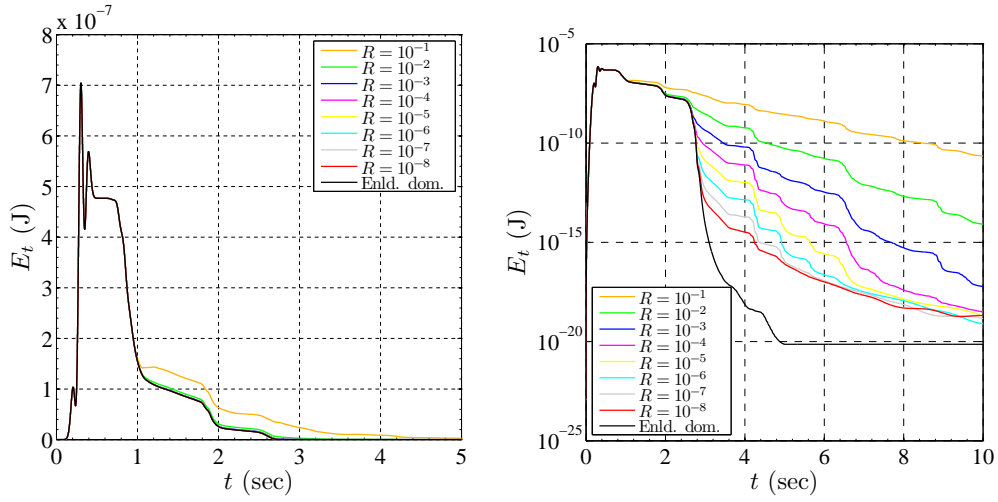 × 10⁻⁷
8
7
6
5
4
3
2
1
0
E_t (J)
0 1 2 3 4 5
t (sec)
R = 10⁻¹
R = 10⁻²
R = 10⁻³
R = 10⁻⁴
R = 10⁻⁵
R = 10⁻⁶
R = 10⁻⁷
R = 10⁻⁸
Enld. dom.
10⁻⁵
10⁻¹⁰
10⁻¹⁵
10⁻²⁰
10⁻²⁵
E_t (J)
0 2 4 6 8 10
t (sec)
R = 10⁻¹
R = 10⁻²
R = 10⁻³
R = 10⁻⁴
R = 10⁻⁵
R = 10⁻⁶
R = 10⁻⁷
R = 10⁻⁸
Enld. dom.